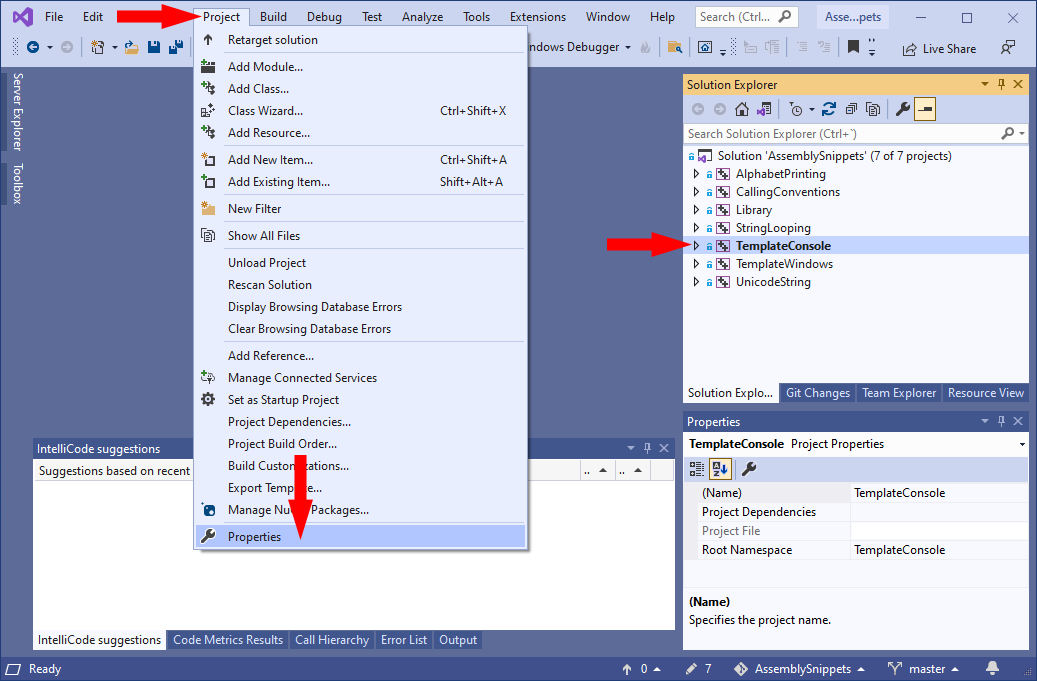 File Edit Project Build Debug Test Analyze Tools Extensions Window Help Search (Ctrl... Asse...pets
ndows Debugger Live Share
Server Explorer
Toolbox
Retarget solution
Add Module...
Add Class...
Class Wizard... Ctrl+Shift+X
Add Resource...
Add New Item... Ctrl+Shift+A
Add Existing Item... Shift+Alt+A
New Filter
Show All Files
Unload Project
Rescan Solution
Display Browsing Database Errors
Clear Browsing Database Errors
Add Reference...
Manage Connected Services
Set as Startup Project
Project Dependencies...
Project Build Order...
Build Customizations...
Export Template...
Manage NuGet Packages...
Properties
Solution Explorer
Search Solution Explorer (Ctrl+`)
Solution 'AssemblySnippets' (7 of 7 projects)
AlphabetPrinting
CallingConventions
Library
StringLooping
TemplateConsole
TemplateWindows
UnicodeString
Solution Explo... Git Changes Team Explorer Resource View
Properties
TemplateConsole Project Properties
(Name) TemplateConsole
Project Dependencies
Project File
Root Namespace TemplateConsole
(Name)
Specifies the project name.
IntelliCode suggestions
Suggestions based on recent .. ..
IntelliCode suggestions Code Metrics Results Call Hierarchy Error List Output
Ready 0 7 AssemblySnippets master